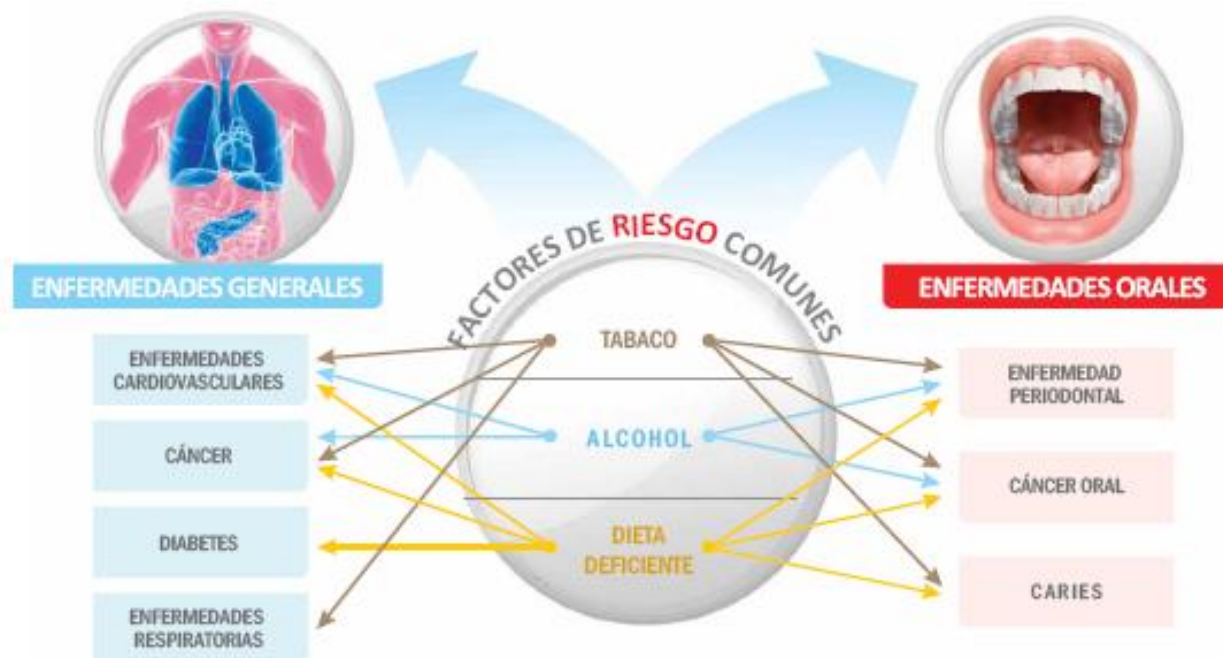 FACTORES DE RIESGO COMUNES
ENFERMEDADES GENERALES
ENFERMEDADES
CARDIOVASCULARES
CÁNCER
DIABETES
ENFERMEDADES
RESPIRATORIAS
TABACO
ALCOHOL
DIETA
DEFICIENTE
ENFERMEDADES ORALES
ENFERMEDAD
PERIODONTAL
CÁNCER ORAL
CARIES